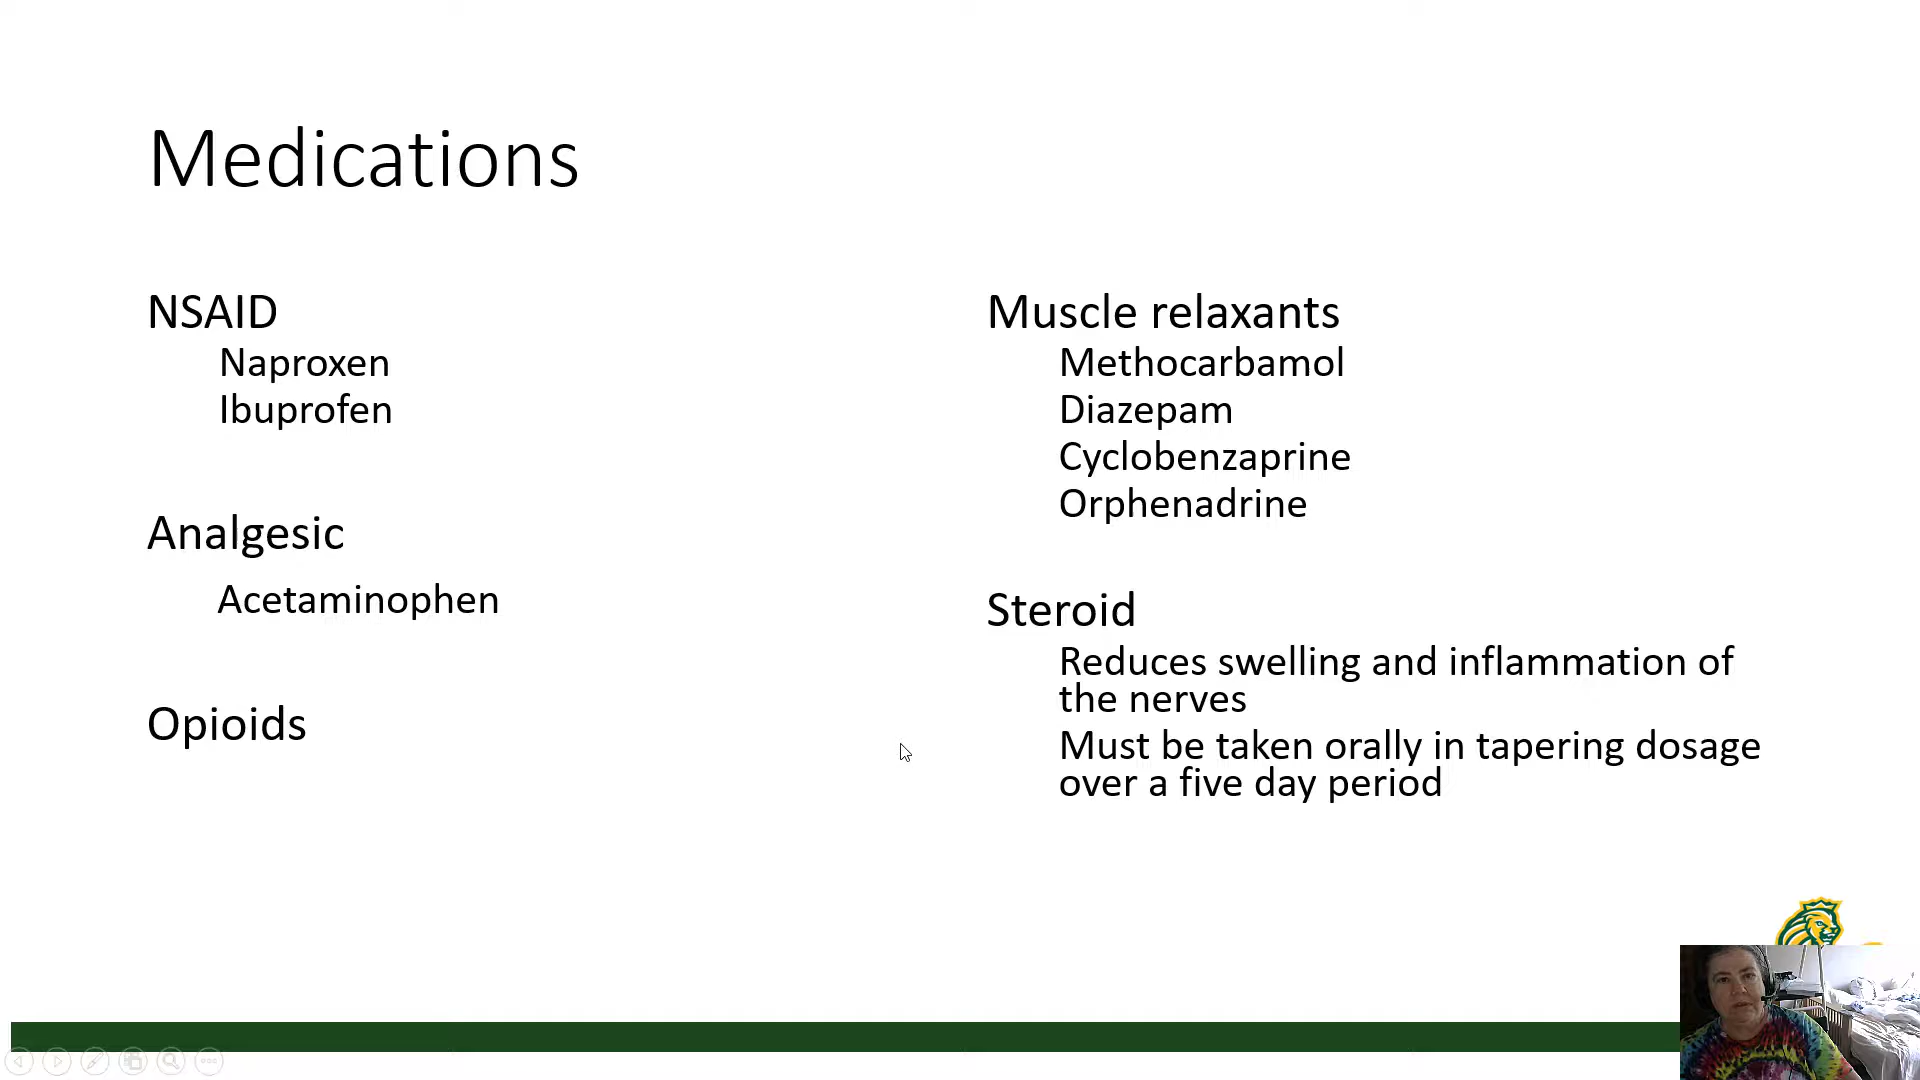 Medications
NSAID
Naproxen
Ibuprofen
Analgesic
Acetaminophen
Opioids
Muscle relaxants
Methocarbamol
Diazepam
Cyclobenzaprine
Orphenadrine
Steroid
Reduces swelling and inflammation of
the nerves
Must be taken orally in tapering dosage
over a five day period